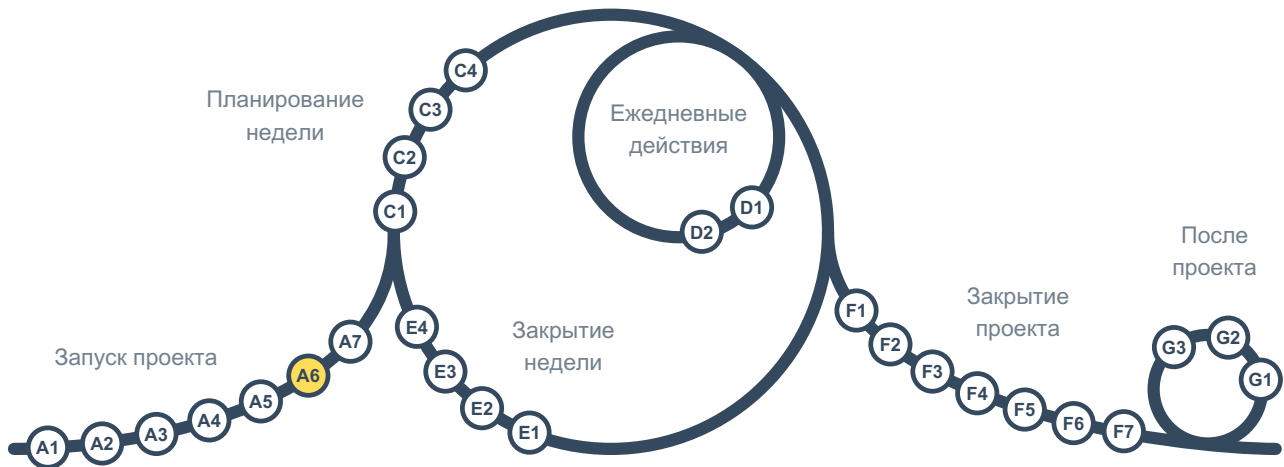 Запуск проекта
A1
A2
A3
A4
A5
A6
A7
Планирование
недели
C1
C2
C3
C4
Ежедневные
действия
D1
D2
Закрытие
недели
E1
E2
E3
E4
Закрытие
проекта
F1
F2
F3
F4
F5
F6
F7
После
проекта
G1
G2
G3